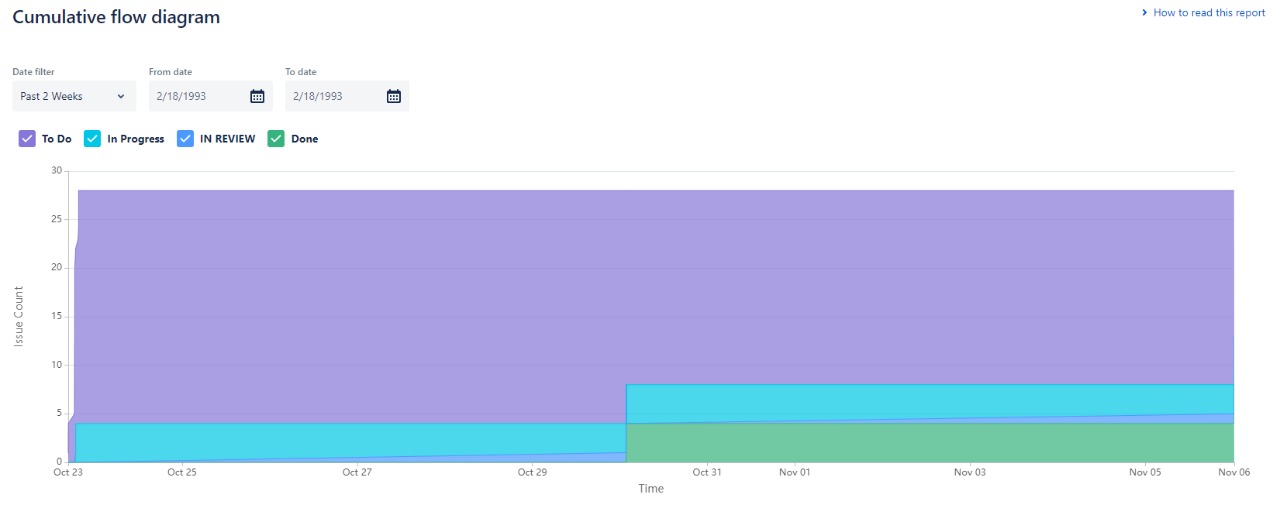 Cumulative flow diagram
How to read this report
Date filter
From date
To date
Past 2 Weeks
2/18/1993
2/18/1993
To Do
In Progress
IN REVIEW
Done
30
25
20
15
10
5
0
Issue Count
Oct 23
Oct 25
Oct 27
Oct 29
Oct 31
Nov 01
Nov 03
Nov 05
Nov 06
Time